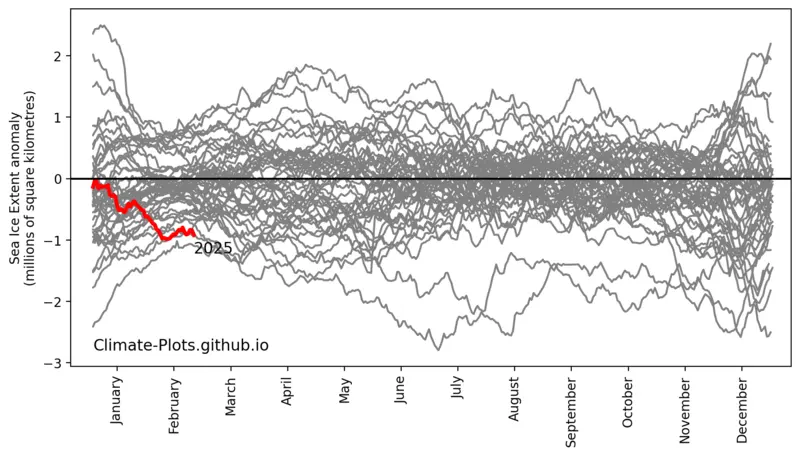 Sea Ice Extent anomaly
(millions of square kilometres)
2
1
0
−1
−2
−3
2025
Climate-Plots.github.io
January
February
March
April
May
June
July
August
September
October
November
December